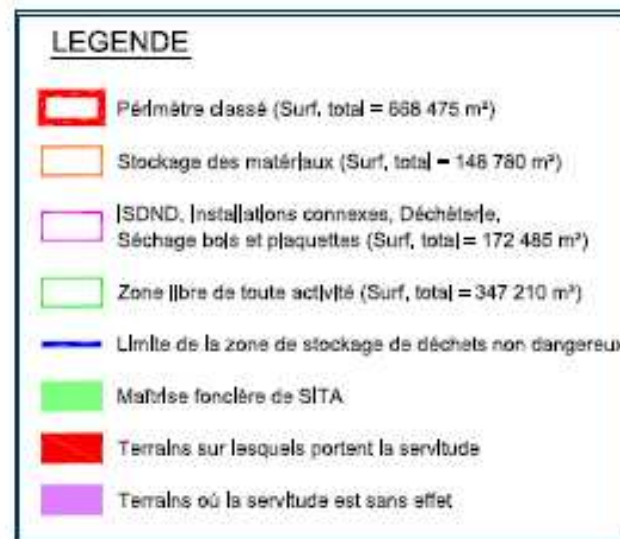 LEGENDE
Périmètre classé (Surf. total = 668 475 m²)
Stockage des matériaux (Surf. total = 148 780 m²)
ISDND, Installations connexes, Déchèterie,
Séchage bois et plaquettes (Surf. total = 172 485 m²)
Zone libre de toute activité (Surf. total = 347 210 m²)
Limite de la zone de stockage de déchets non dangereux
Maîtrise foncière de SITA
Terrains sur lesquels portent la servitude
Terrains où la servitude est sans effet